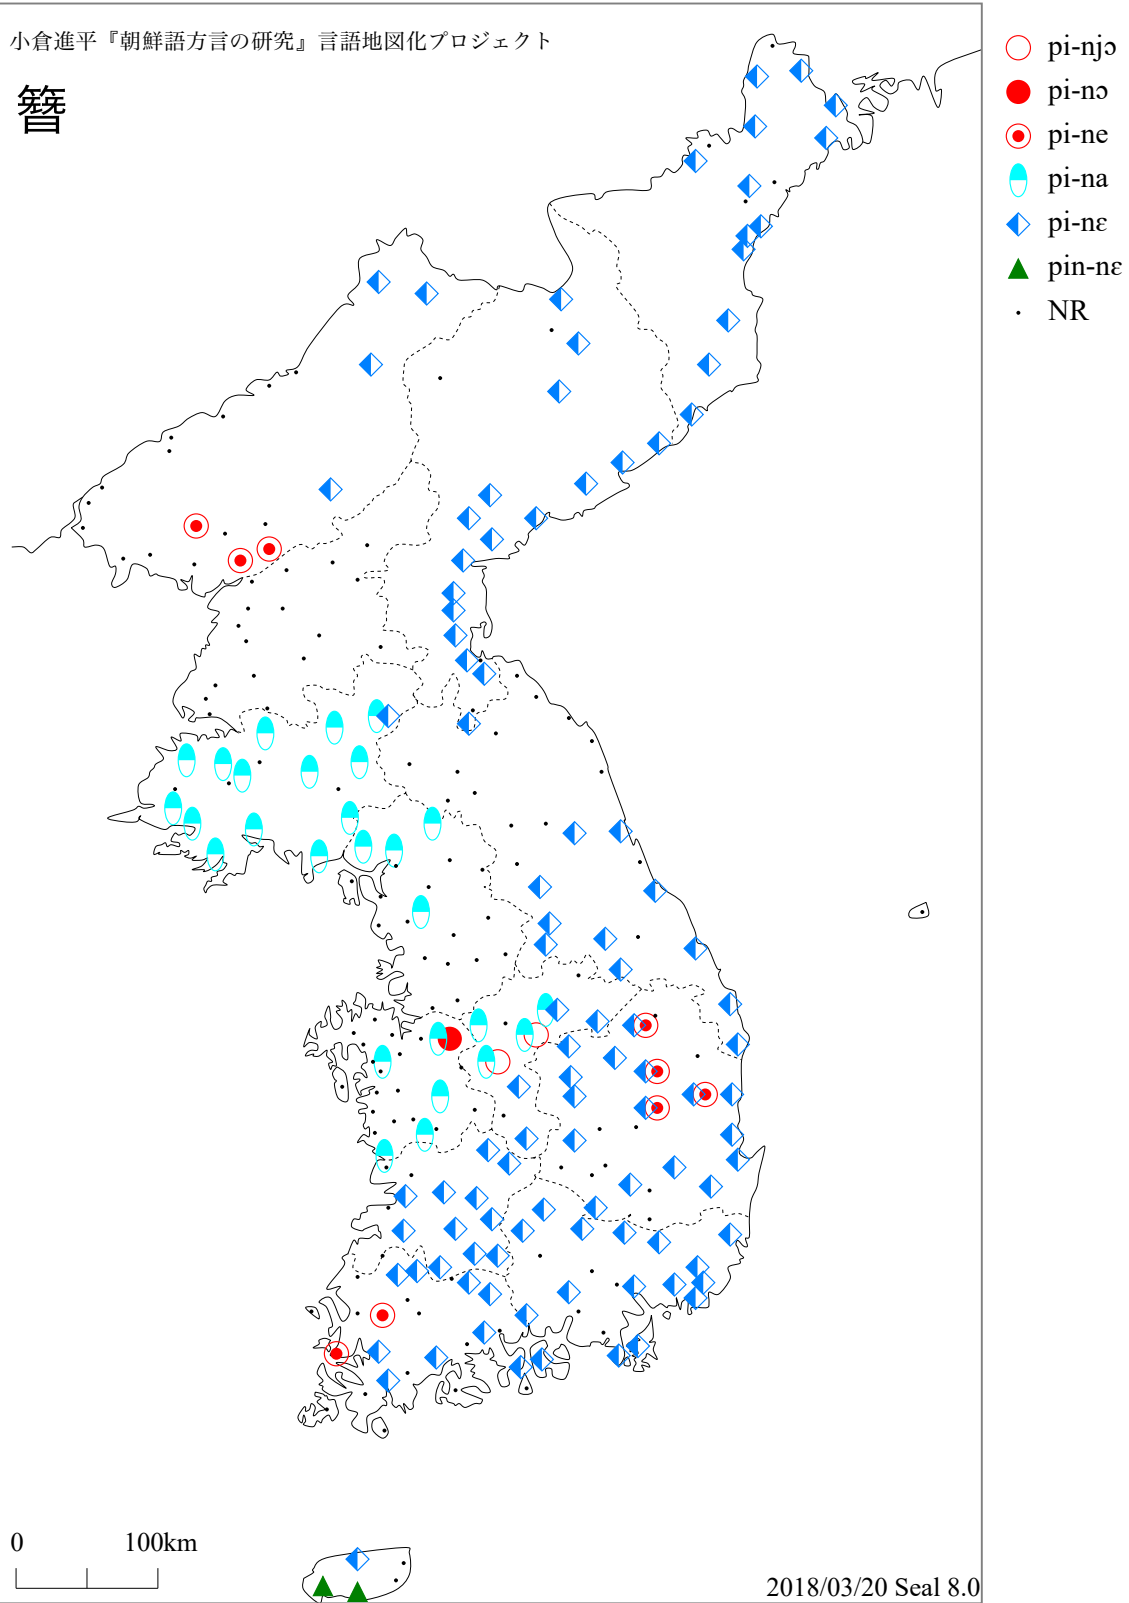 小倉進平『朝鮮語方言の研究』言語地図化プロジェクト
簪
pi-njɔ
pi-nɔ
pi-ne
pi-na
pi-nɛ
pin-nɛ
NR
0 100km
2018/03/20 Seal 8.0